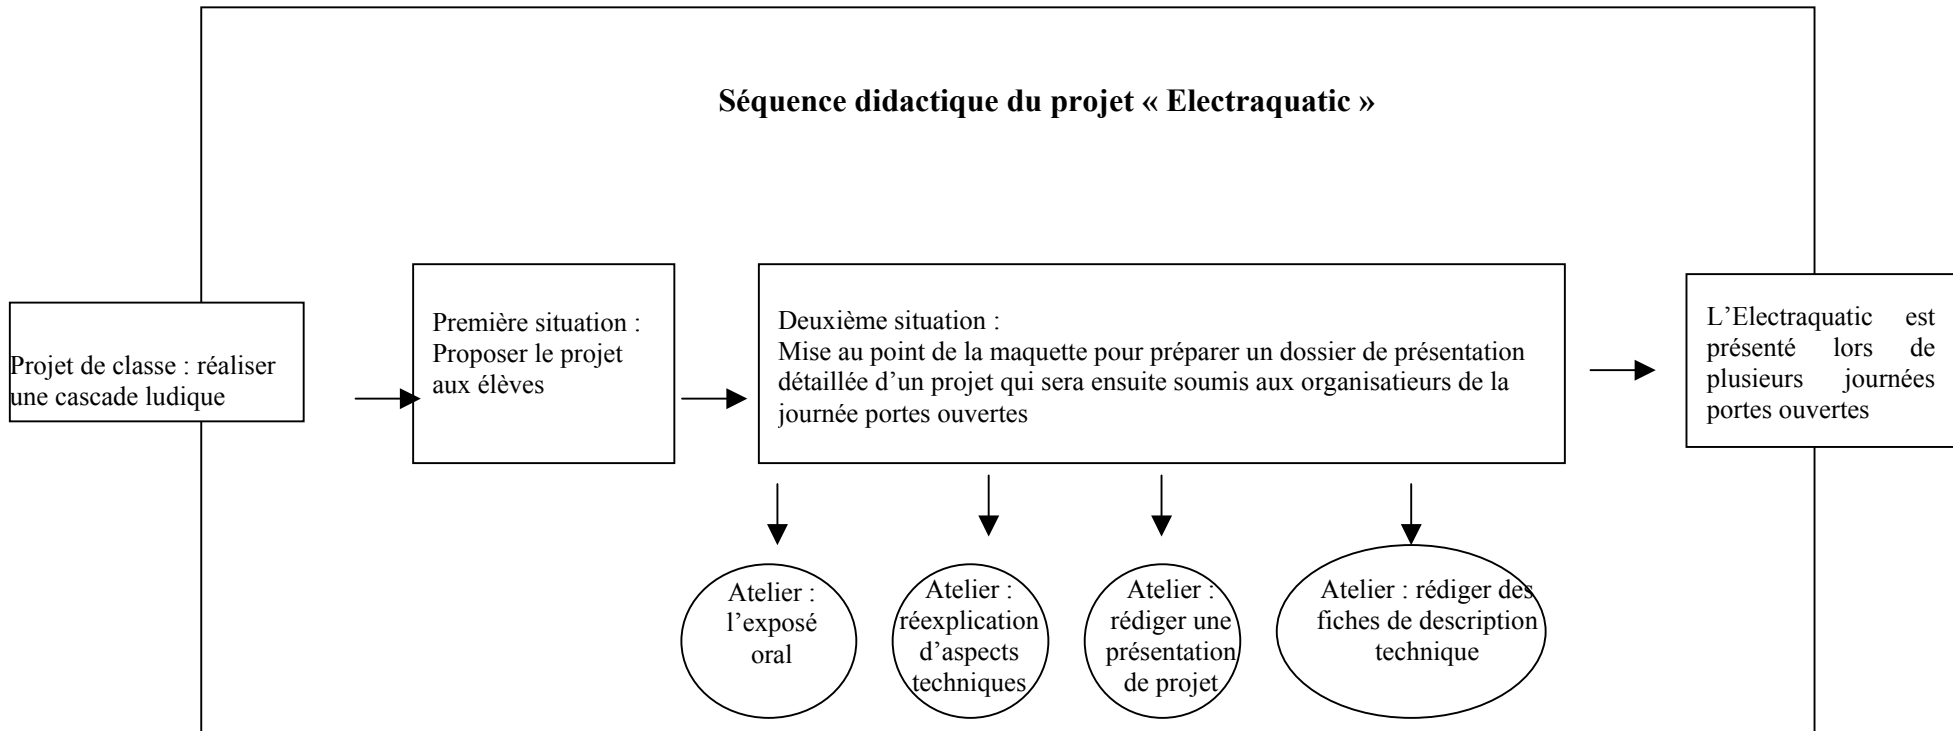 Séquence didactique du projet « Electraquatic »
Projet de classe : réaliser
une cascade ludique
Première situation :
Proposer le projet
aux élèves
Deuxième situation :
Mise au point de la maquette pour préparer un dossier de présentation
détaillée d’un projet qui sera ensuite soumis aux organisatieurs de la
journée portes ouvertes
L’Electraquatic est
présenté lors de
plusieurs journées
portes ouvertes
Atelier :
l’exposé
oral
Atelier :
réexplication
d’aspects
techniques
Atelier :
rédiger une
présentation
de projet
Atelier : rédiger des
fiches de description
technique